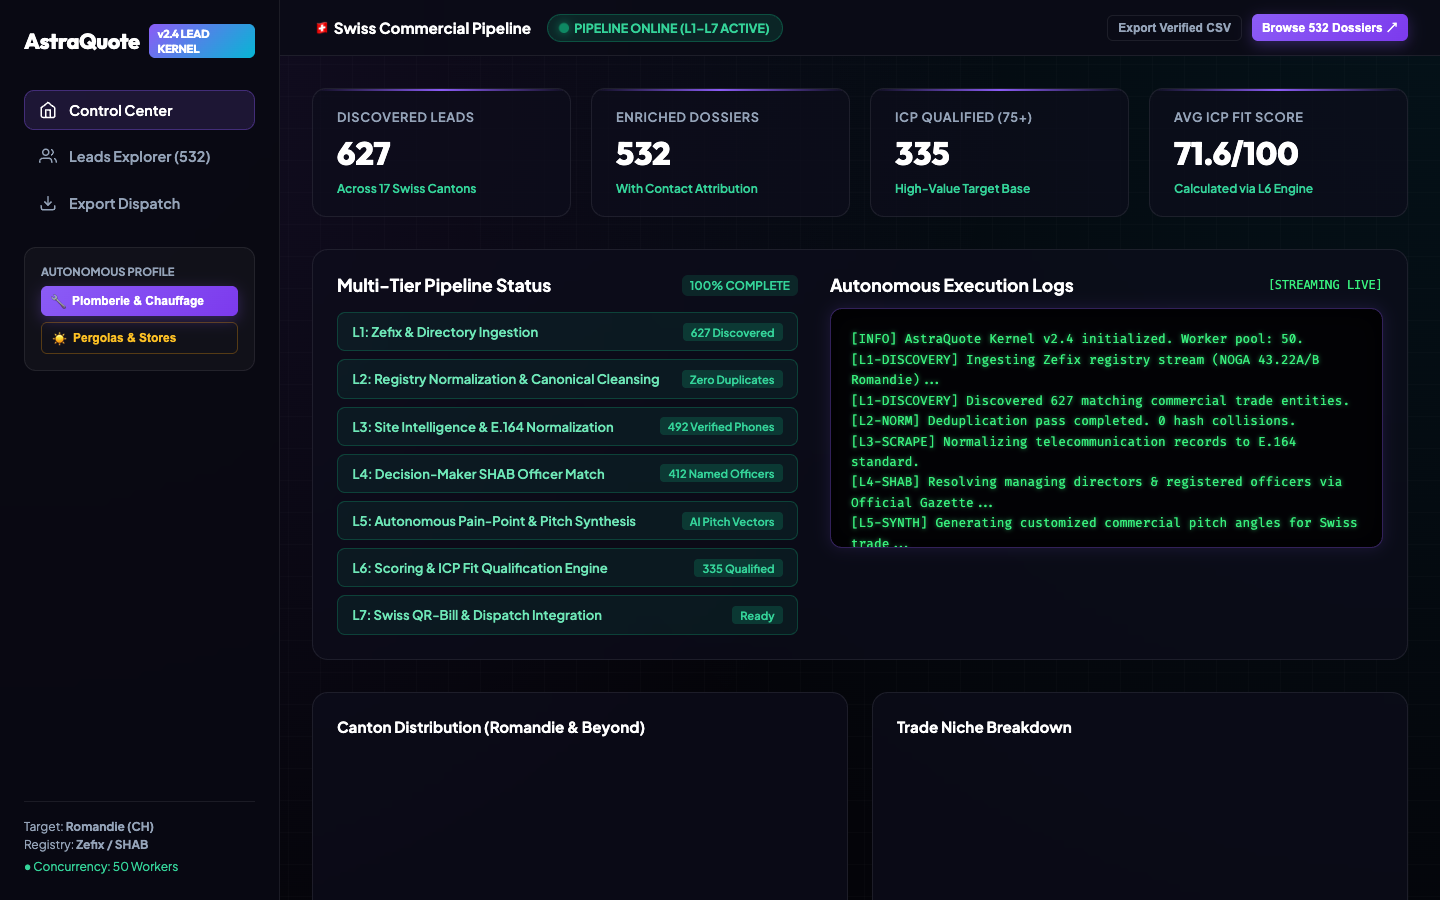 AstraQuote
v2.4 LEAD
KERNEL
Control Center
Leads Explorer (532)
Export Dispatch
AUTONOMOUS PROFILE
🔧 Plomberie & Chauffage
☀️ Pergolas & Stores
Target: Romandie (CH)
Registry: Zefix / SHAB
● Concurrency: 50 Workers
🇨🇭 Swiss Commercial Pipeline
PIPELINE ONLINE (L1-L7 ACTIVE)
Export Verified CSV
Browse 532 Dossiers ↗
DISCOVERED LEADS
627
Across 17 Swiss Cantons
ENRICHED DOSSIERS
532
With Contact Attribution
ICP QUALIFIED (75+)
335
High-Value Target Base
AVG ICP FIT SCORE
71.6/100
Calculated via L6 Engine
Multi-Tier Pipeline Status
100% COMPLETE
L1: Zefix & Directory Ingestion
627 Discovered
L2: Registry Normalization & Canonical Cleansing
Zero Duplicates
L3: Site Intelligence & E.164 Normalization
492 Verified Phones
L4: Decision-Maker SHAB Officer Match
412 Named Officers
L5: Autonomous Pain-Point & Pitch Synthesis
AI Pitch Vectors
L6: Scoring & ICP Fit Qualification Engine
335 Qualified
L7: Swiss QR-Bill & Dispatch Integration
Ready
Autonomous Execution Logs
[STREAMING LIVE]
[INFO] AstraQuote Kernel v2.4 initialized. Worker pool: 50.
[L1-DISCOVERY] Ingesting Zefix registry stream (NOGA 43.22A/B
Romandie)...
[L1-DISCOVERY] Discovered 627 matching commercial trade entities.
[L2-NORM] Deduplication pass completed. 0 hash collisions.
[L3-SCRAPE] Normalizing telecommunication records to E.164
standard.
[L4-SHAB] Resolving managing directors & registered officers via
Official Gazette...
[L5-SYNTH] Generating customized commercial pitch angles for Swiss
trade...
Canton Distribution (Romandie & Beyond)
Trade Niche Breakdown